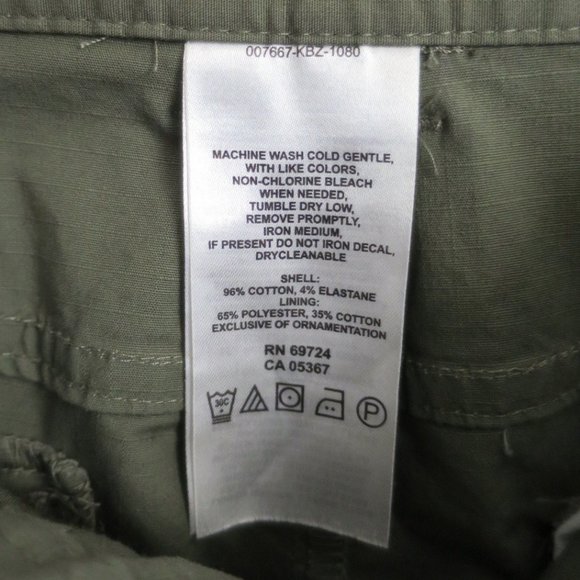 007667-KBZ-1080
MACHINE WASH COLD GENTLE,
WITH LIKE COLORS,
NON-CHLORINE BLEACH
WHEN NEEDED,
TUMBLE DRY LOW,
REMOVE PROMPTLY,
IRON MEDIUM,
IF PRESENT DO NOT IRON DECAL,
DRYCLEANABLE
SHELL:
96% COTTON, 4% ELASTANE
LINING:
65% POLYESTER, 35% COTTON
EXCLUSIVE OF ORNAMENTATION
RN 69724
CA 05367
30C P